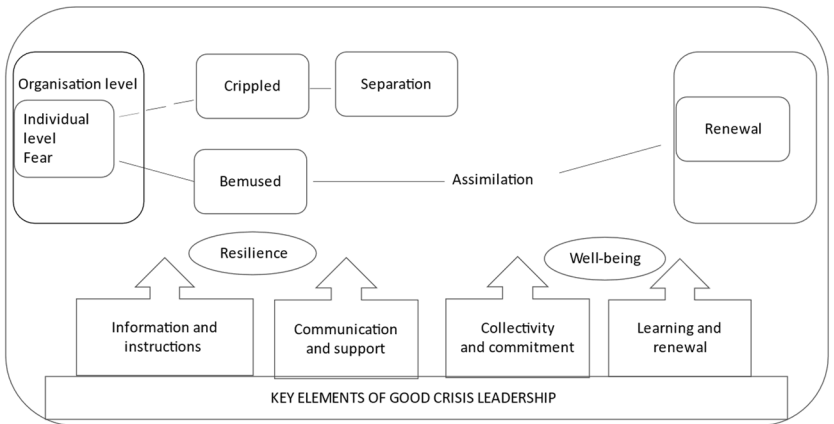 Organisation level
Individual
level
Fear
Crippled
Separation
Bemused
Assimilation
Renewal
Resilience
Well-being
Information and
instructions
Communication
and support
Collectivity
and commitment
Learning and
renewal
KEY ELEMENTS OF GOOD CRISIS LEADERSHIP